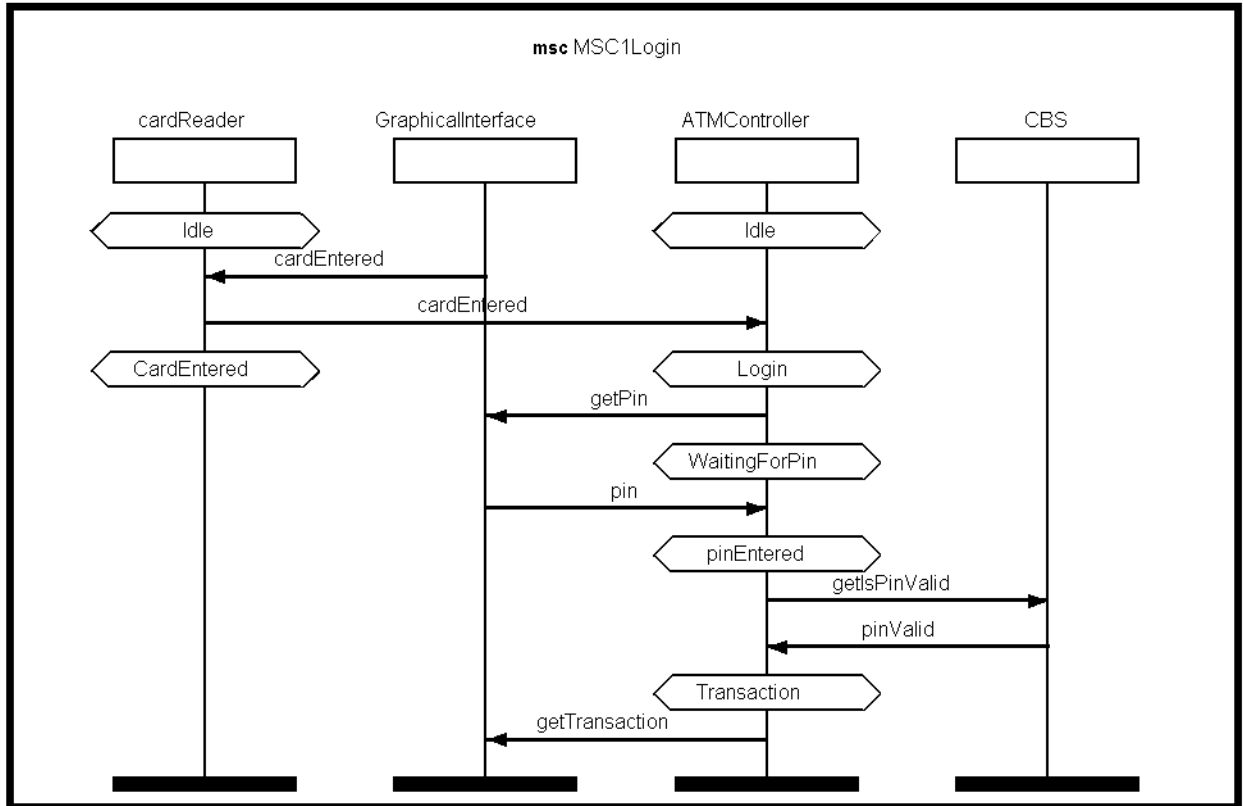 msc MSC1Login
cardReader GraphicalInterface ATMController CBS
Idle Idle
cardEntered
cardEntered
CardEntered Login
getPin
WaitingForPin
pin
pinEntered
getIsPinValid
pinValid
Transaction
getTransaction